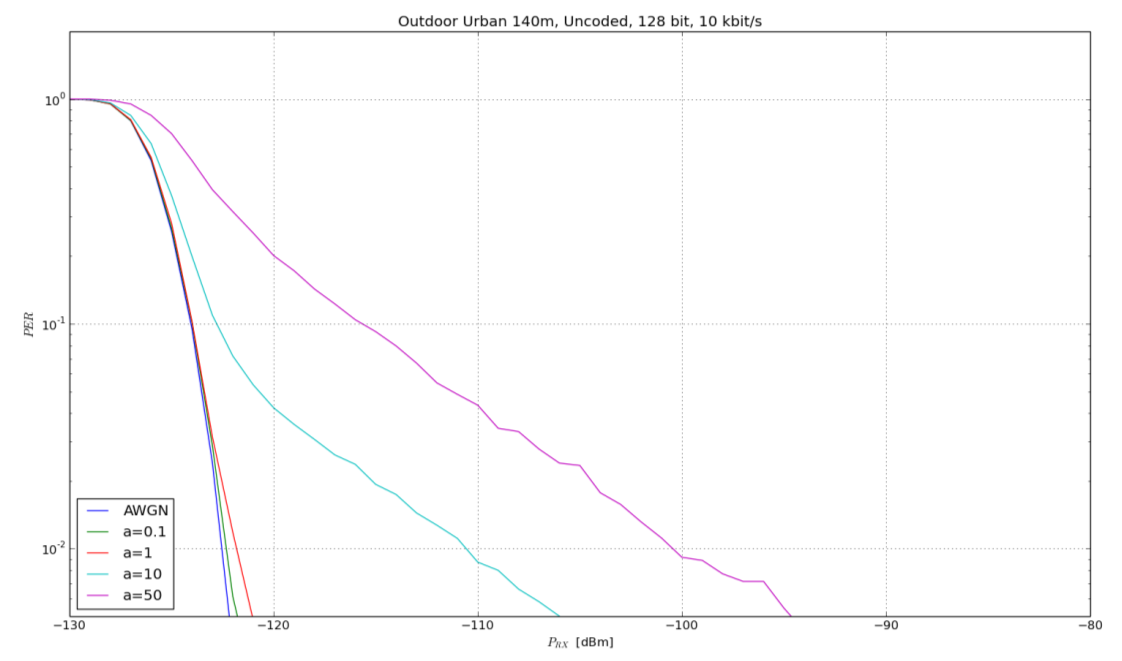 Outdoor Urban 140m, Uncoded, 128 bit, 10 kbit/s
10⁰
10⁻¹
10⁻²
PER
AWGN
a=0.1
a=1
a=10
a=50
−130
−120
−110
−100
−90
−80
P_RX [dBm]